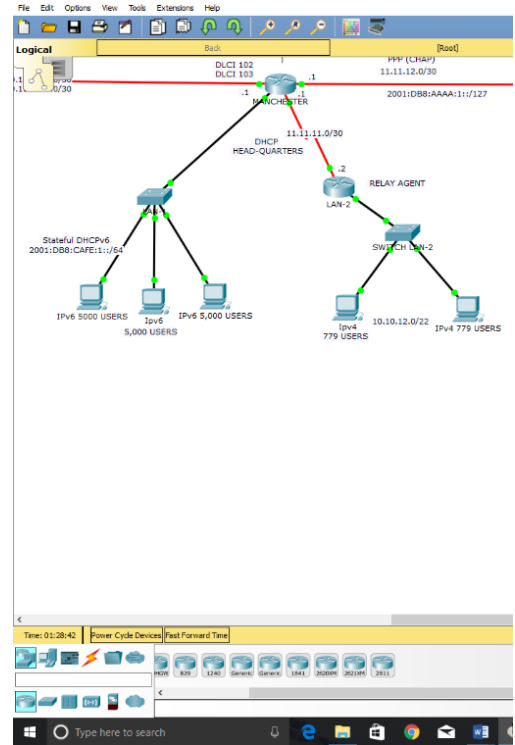 File Edit Options View Tools Extensions Help
Logical
Back
[Root]
DLCI 102
DLCI 103
PPP (CHAP)
11.11.12.0/30
.1
.1
.1
MANCHESTER
2001:DB8:AAAA:1::/127
11.11.11.0/30
DHCP
HEAD-QUARTERS
.2
RELAY AGENT
LAN-2
Stateful DHCPv6
2001:DB8:CAFE:1::/64
SWITCH LAN-2
IPv6 5000 USERS
Ipv6
5,000 USERS
IPv6 5,000 USERS
Ipv4
779 USERS
10.10.12.0/22
IPv4 779 USERS
Time: 01:28:42
Power Cycle Devices
Fast Forward Time
829
1240
Generic
Generic
1841
2620XM
2621XM
2811
Type here to search